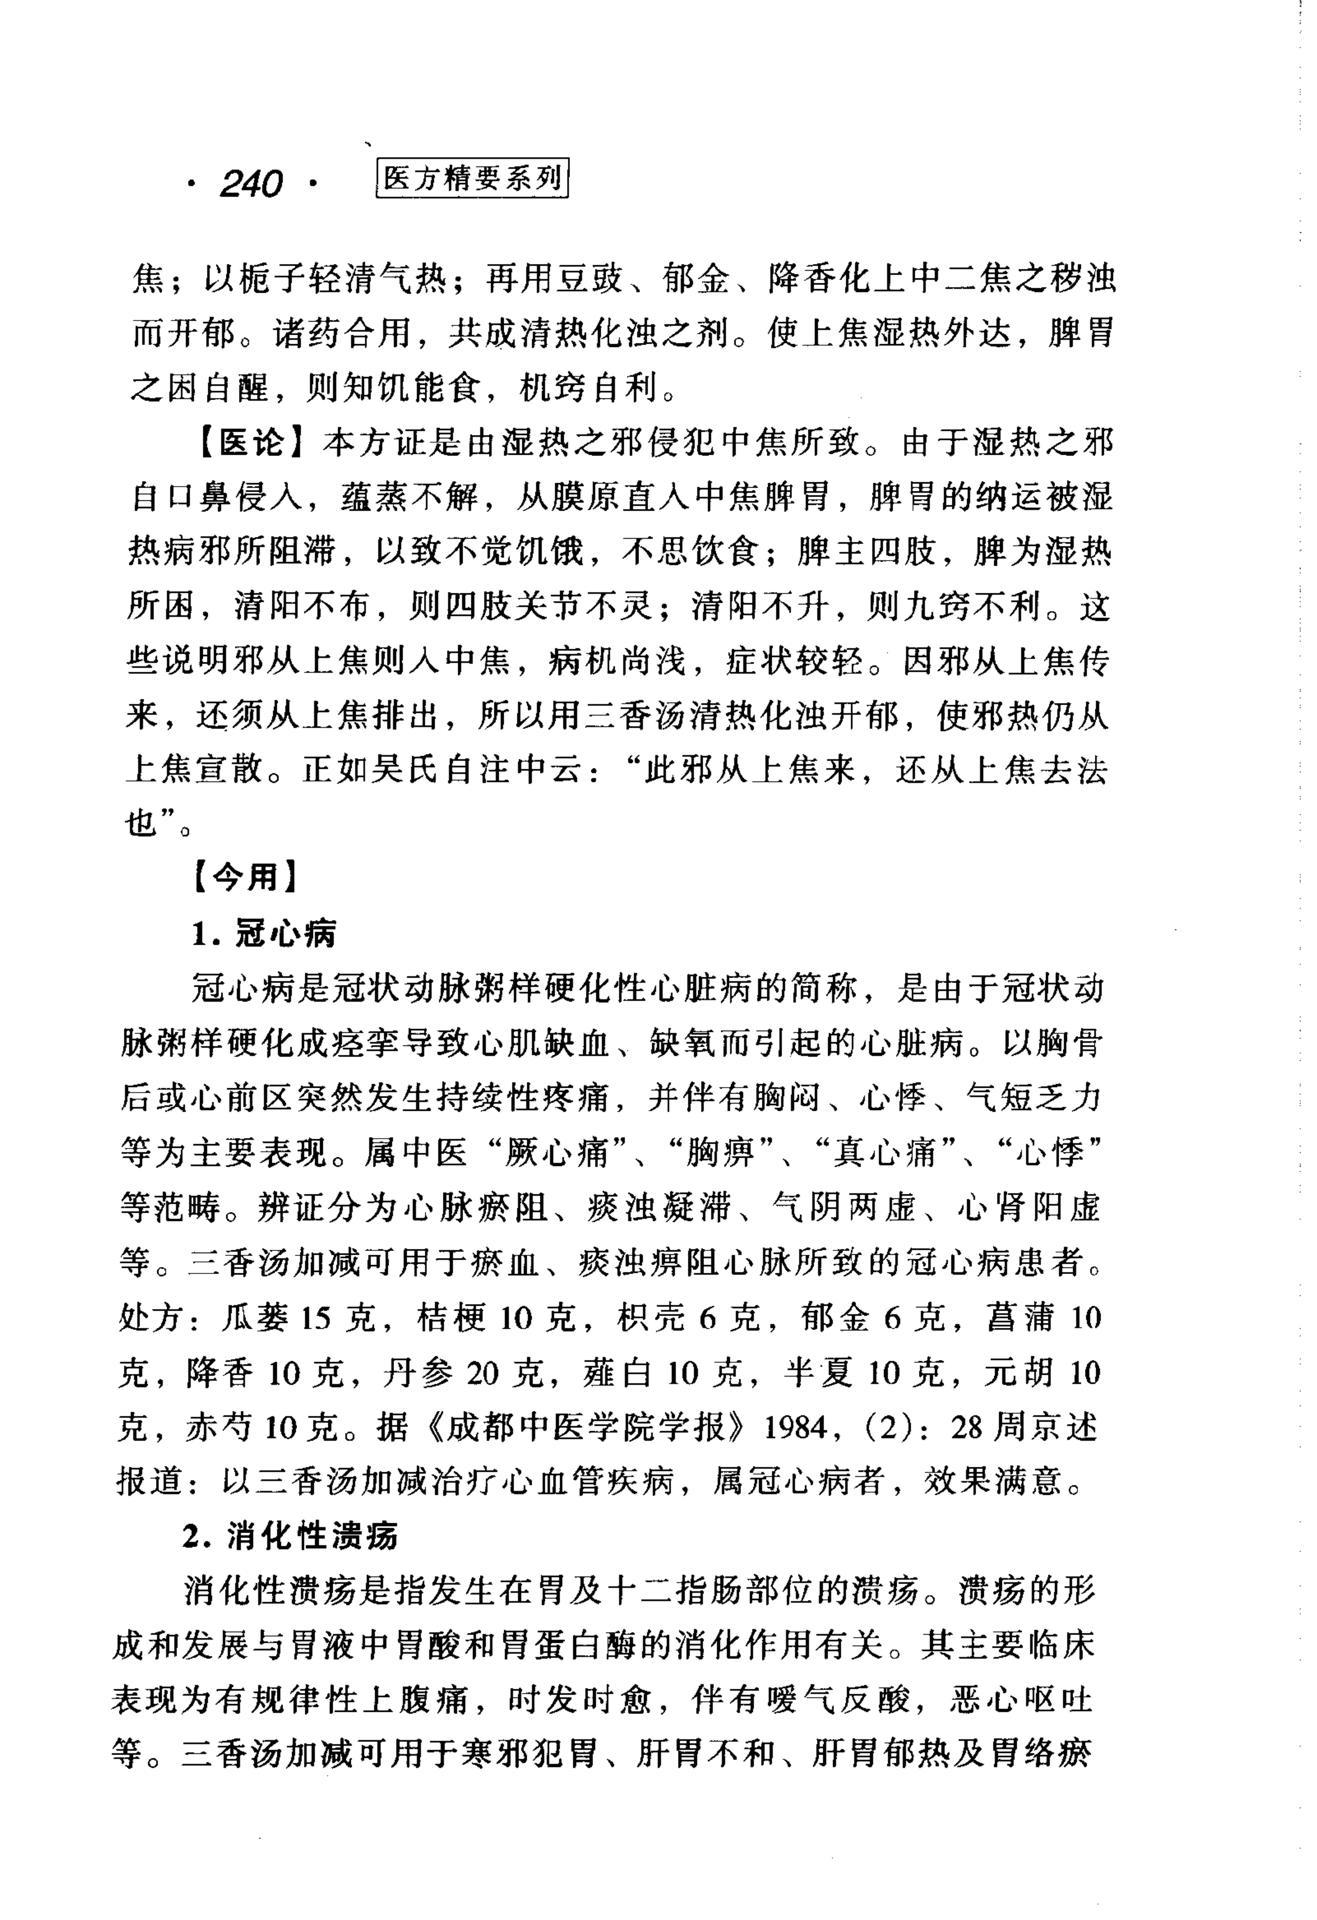 · 240 · 医方精要系列
焦；以栀子轻清气热；再用豆豉、郁金、降香化上中二焦之秽浊
而开郁。诸药合用，共成清热化浊之剂。使上焦湿热外达，脾胃
之困自醒，则知饥能食，机窍自利。
【医论】本方证是由湿热之邪侵犯中焦所致。由于湿热之邪
自口鼻侵入，蕴蒸不解，从膜原直入中焦脾胃，脾胃的纳运被湿
热病邪所阻滞，以致不觉饥饿，不思饮食；脾主四肢，脾为湿热
所困，清阳不布，则四肢关节不灵；清阳不升，则九窍不利。这
些说明邪从上焦则入中焦，病机尚浅，症状较轻。因邪从上焦传
来，还须从上焦排出，所以用三香汤清热化浊开郁，使邪热仍从
上焦宣散。正如吴氏自注中云：“此邪从上焦来，还从上焦去法
也”。
【今用】
1. 冠心病
冠心病是冠状动脉粥样硬化性心脏病的简称，是由于冠状动
脉粥样硬化成痉挛导致心肌缺血、缺氧而引起的心脏病。以胸骨
后或心前区突然发生持续性疼痛，并伴有胸闷、心悸、气短乏力
等为主要表现。属中医“厥心痛”、“胸痹”、“真心痛”、“心悸”
等范畴。辨证分为心脉瘀阻、痰浊凝滞、气阴两虚、心肾阳虚
等。三香汤加减可用于瘀血、痰浊痹阻心脉所致的冠心病患者。
处方：瓜蒌 15 克，桔梗 10 克，枳壳 6 克，郁金 6 克，菖蒲 10
克，降香 10 克，丹参 20 克，薤白 10 克，半夏 10 克，元胡 10
克，赤芍 10 克。据《成都中医学院学报》1984，（2）：28 周京述
报道：以三香汤加减治疗心血管疾病，属冠心病者，效果满意。
2. 消化性溃疡
消化性溃疡是指发生在胃及十二指肠部位的溃疡。溃疡的形
成和发展与胃液中胃酸和胃蛋白酶的消化作用有关。其主要临床
表现为有规律性上腹痛，时发时愈，伴有嗳气反酸，恶心呕吐
等。三香汤加减可用于寒邪犯胃、肝胃不和、肝胃郁热及胃络瘀